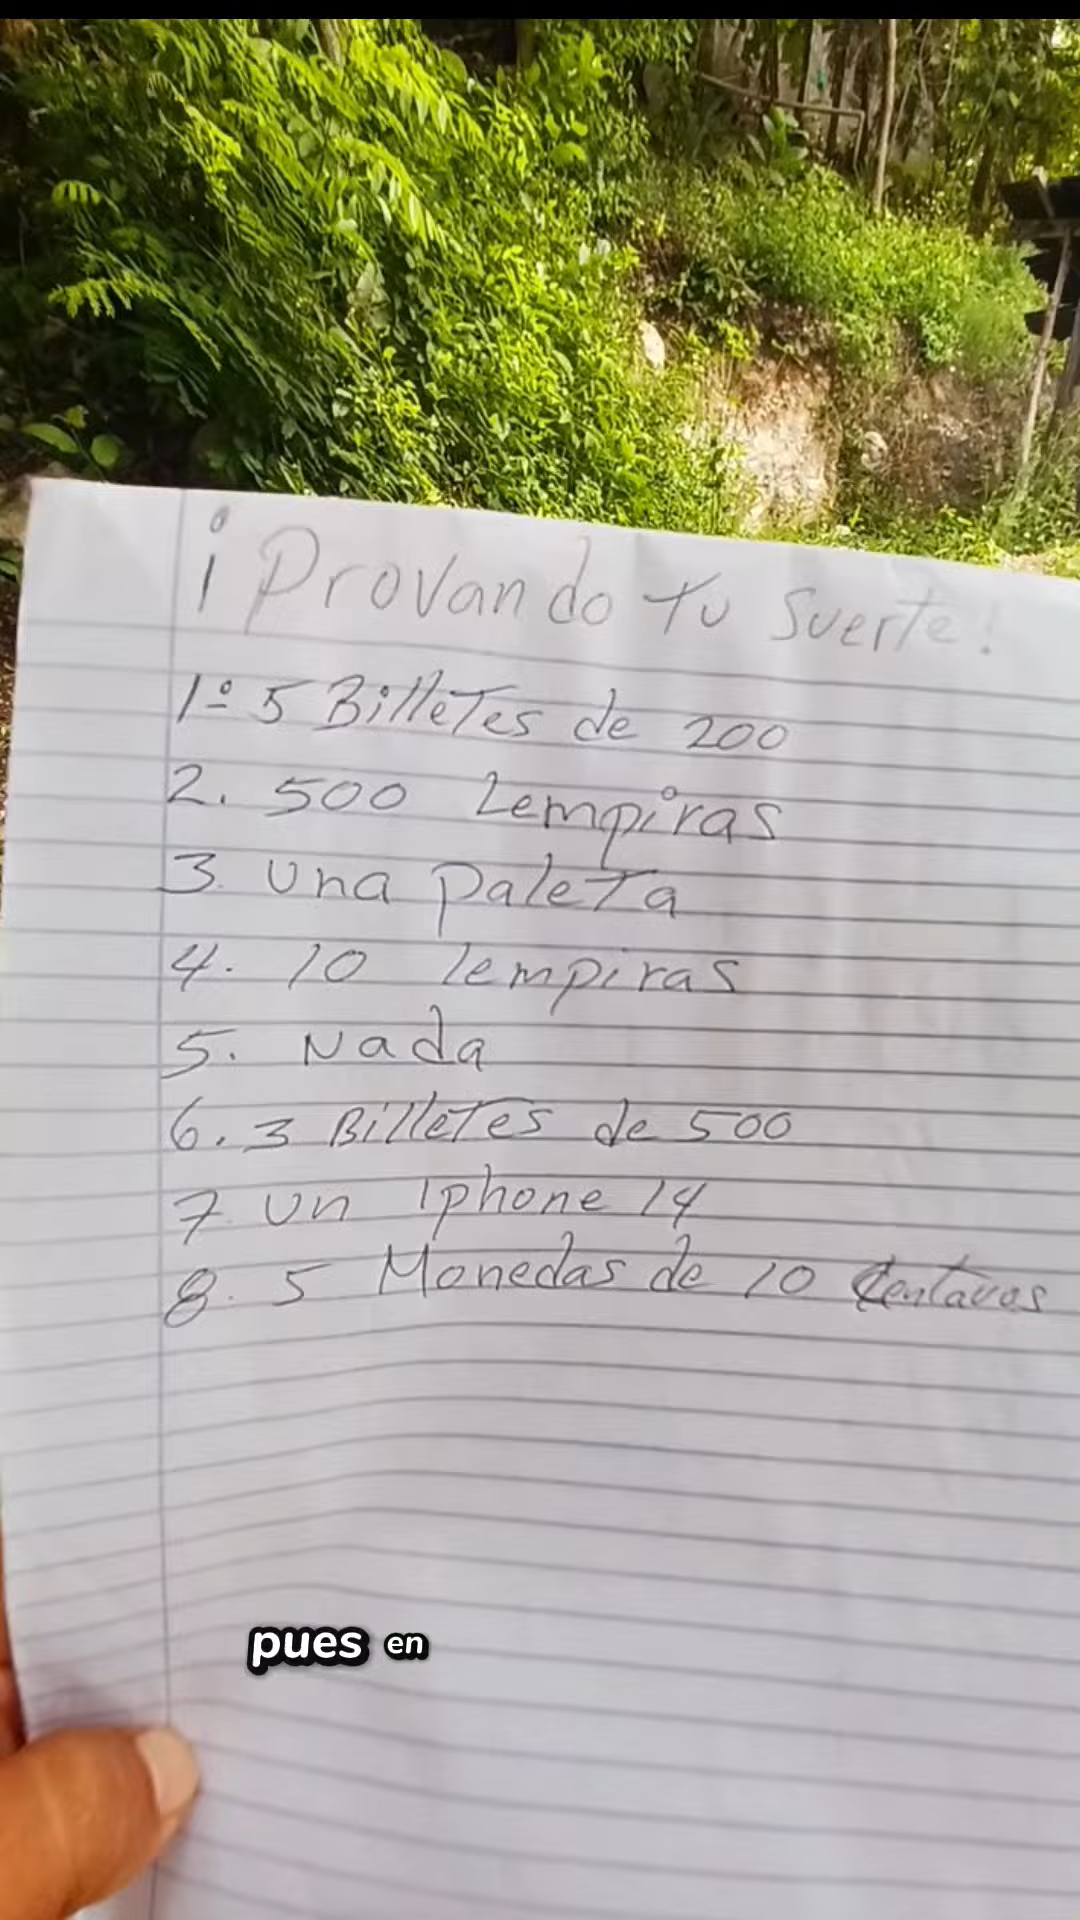 ¡Provando tu suerte!
1º 5 Billetes de 200
2. 500 Lempiras
3. Una paleta
4. 10 lempiras
5. Nada
6. 3 Billetes de 500
7. Un Iphone 14
8. 5 Monedas de 10 Centavos
pues en